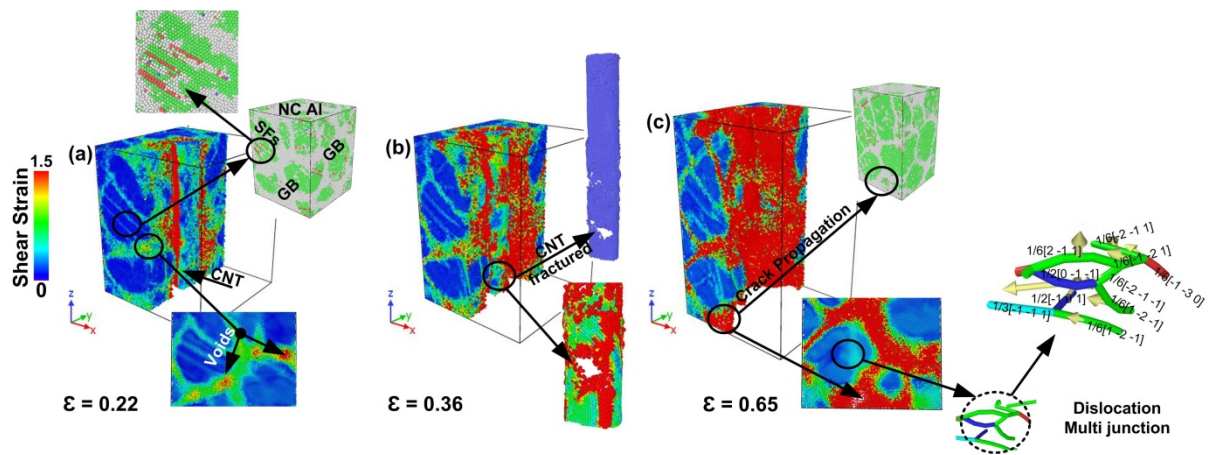 (a)
1.5
Shear Strain
0
NC Al
SFs
GB
GB
CNT
Voids
z
y
x
Ɛ = 0.22
(b)
CNT
fractured
z
y
x
Ɛ = 0.36
(c)
Crack Propagation
z
y
x
Ɛ = 0.65
1/6[-2 -1 1]
1/6[2 -1 1]
1/6[-1 -2 1]
1/6[-1 -3 0]
1/2[0 -1 -1]
1/6[-2 -1 -1]
1/2[-1 0 1]
1/6[1 -2 -1]
1/3[-1 -1 1]
1/6[1 -2 -1]
Dislocation
Multi junction